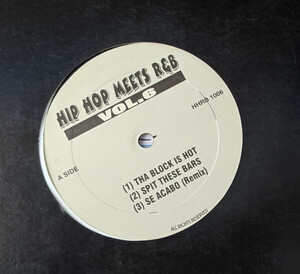 HIP HOP MEETS R&B
VOL.6
HHRB 1006
A SIDE
(1) THA BLOCK IS HOT
(2) SPIT THESE BARS
(3) SE ACABO (Remix)
ALL RIGHTS RESERVED